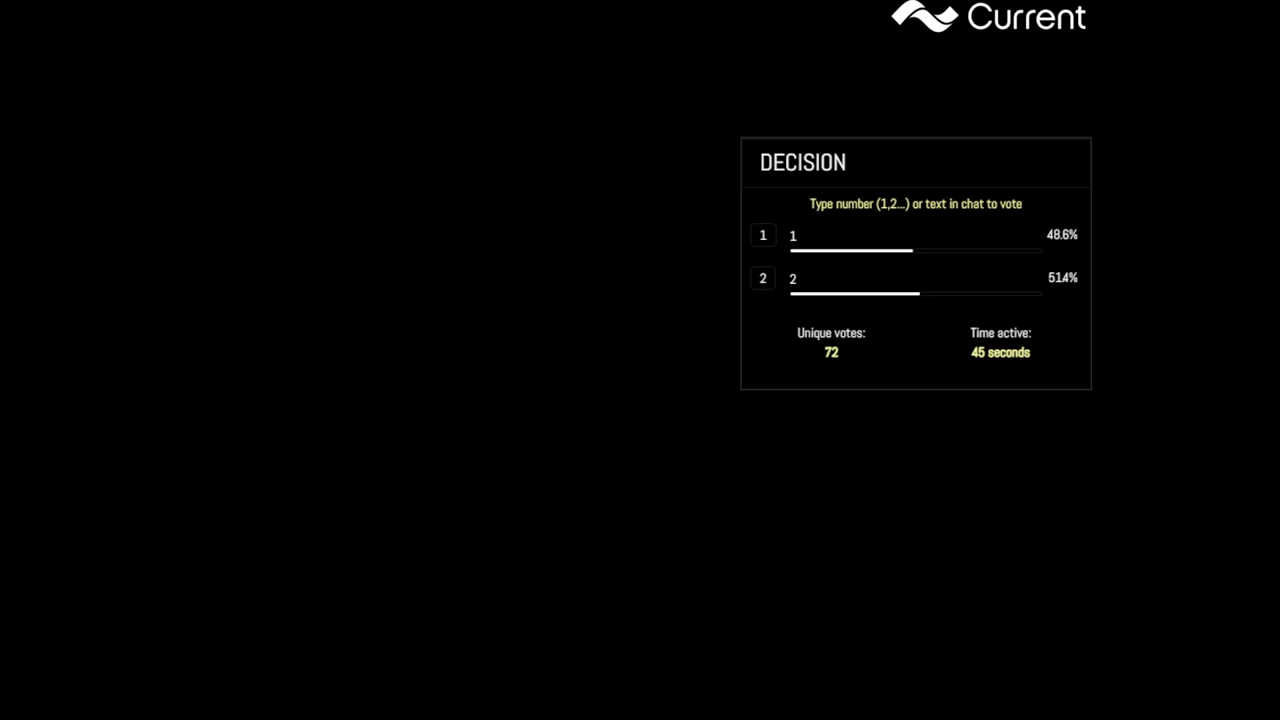 Current
DECISION
Type number (1,2...) or text in chat to vote
1 1 48.6%
2 2 51.4%
Unique votes: Time active:
72 45 seconds